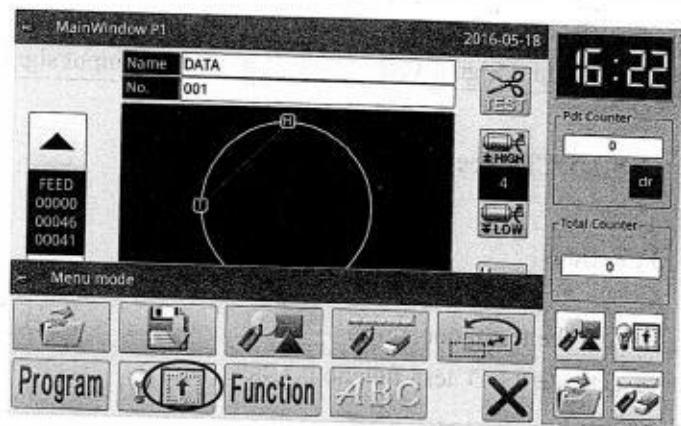 MainWindow P1
2016-05-18
16:22
Name DATA
No. 001
TEST
HIGH
4
LOW
FEED
00000
00046
00041
H
T
Pdt Counter
0
clr
Total Counter
0
Menu mode
Program
Function
ABC